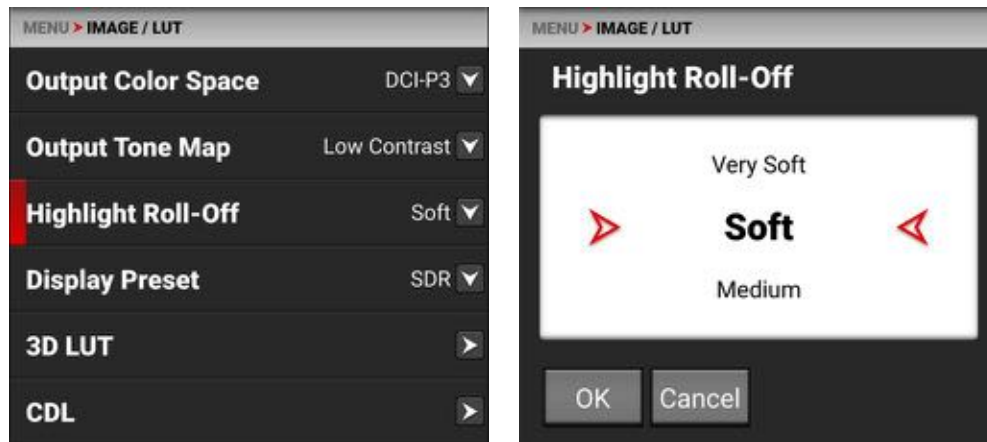 MENU > IMAGE / LUT
Output Color Space DCI-P3
Output Tone Map Low Contrast
Highlight Roll-Off Soft
Display Preset SDR
3D LUT
CDL
MENU > IMAGE / LUT
Highlight Roll-Off
Very Soft
Soft
Medium
OK Cancel